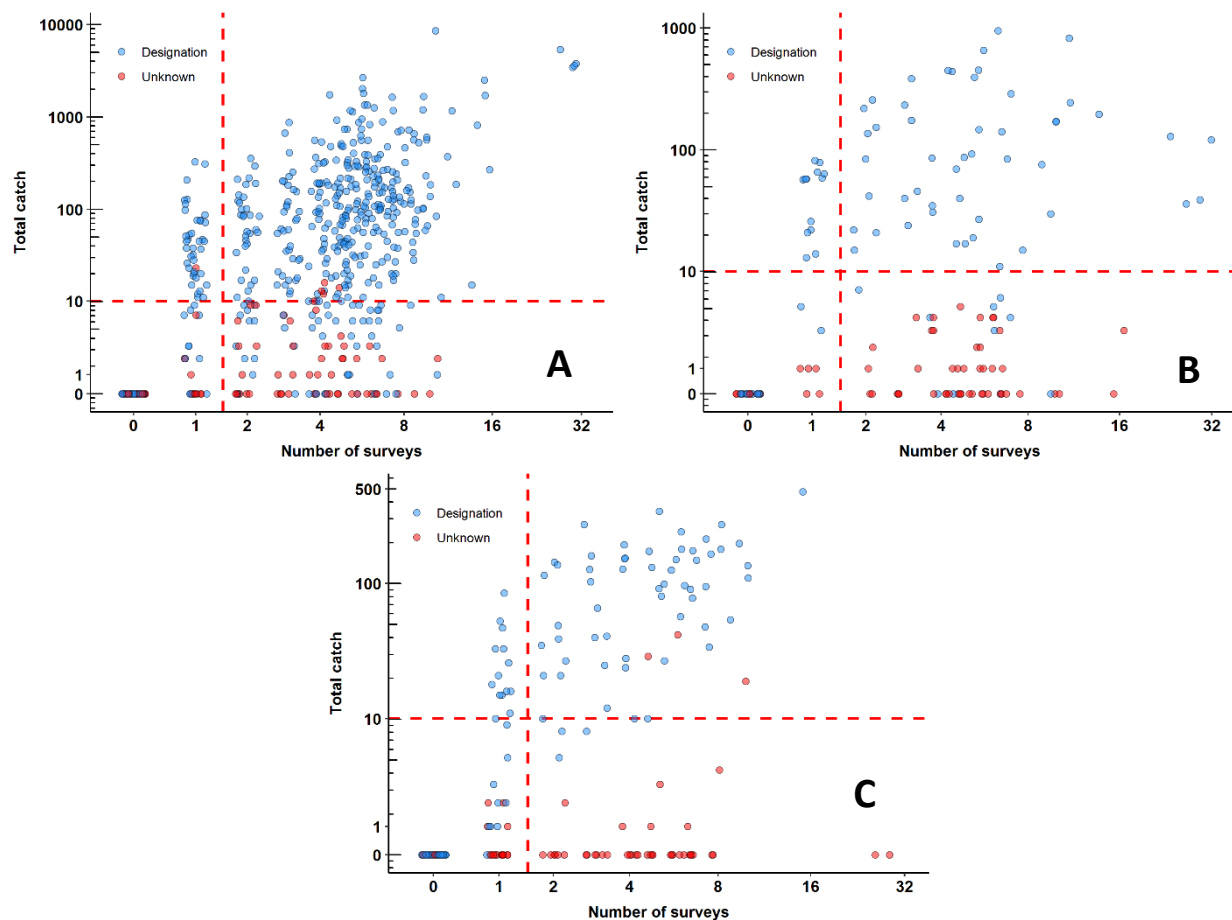 10000
1000
100
10
1
0
Total catch
Designation
Unknown
A
0 1 2 4 8 16 32
Number of surveys
1000
100
10
1
0
Total catch
Designation
Unknown
B
0 1 2 4 8 16 32
Number of surveys
500
100
10
1
0
Total catch
Designation
Unknown
C
0 1 2 4 8 16 32
Number of surveys